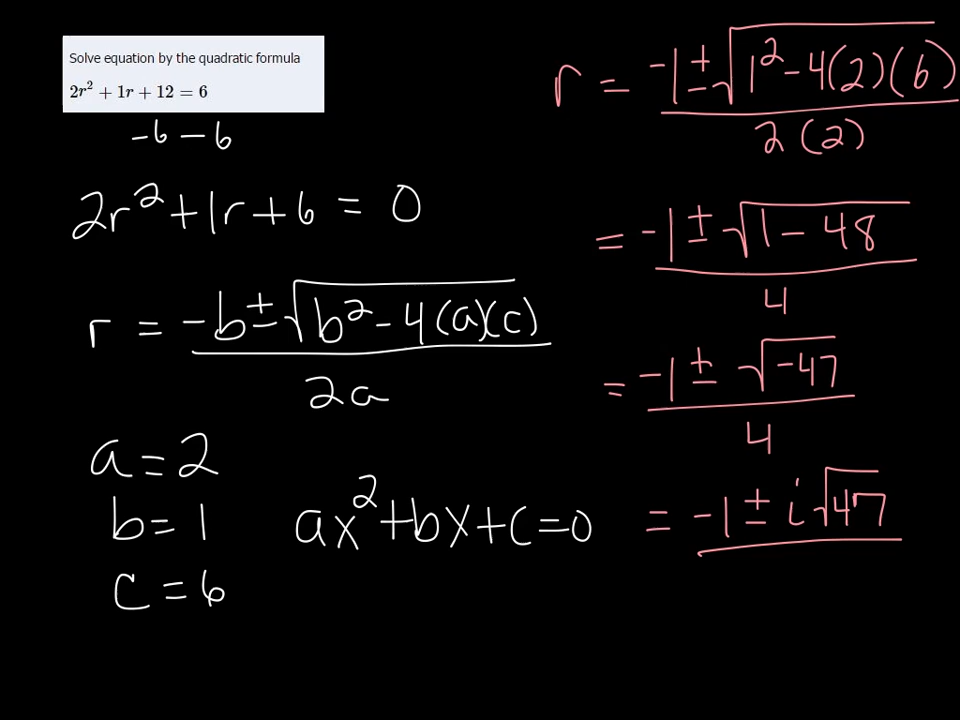 Solve equation by the quadratic formula
2r² + 1r + 12 = 6
-6 - 6
2r² + 1r + 6 = 0
r = -b ± √(b² - 4(a)(c)) / 2a
a = 2
b = 1
c = 6
ax² + bx + c = 0
r = -1 ± √(1² - 4(2)(6)) / 2(2)
= -1 ± √(1 - 48) / 4
= -1 ± √(-47) / 4
= -1 ± i√47